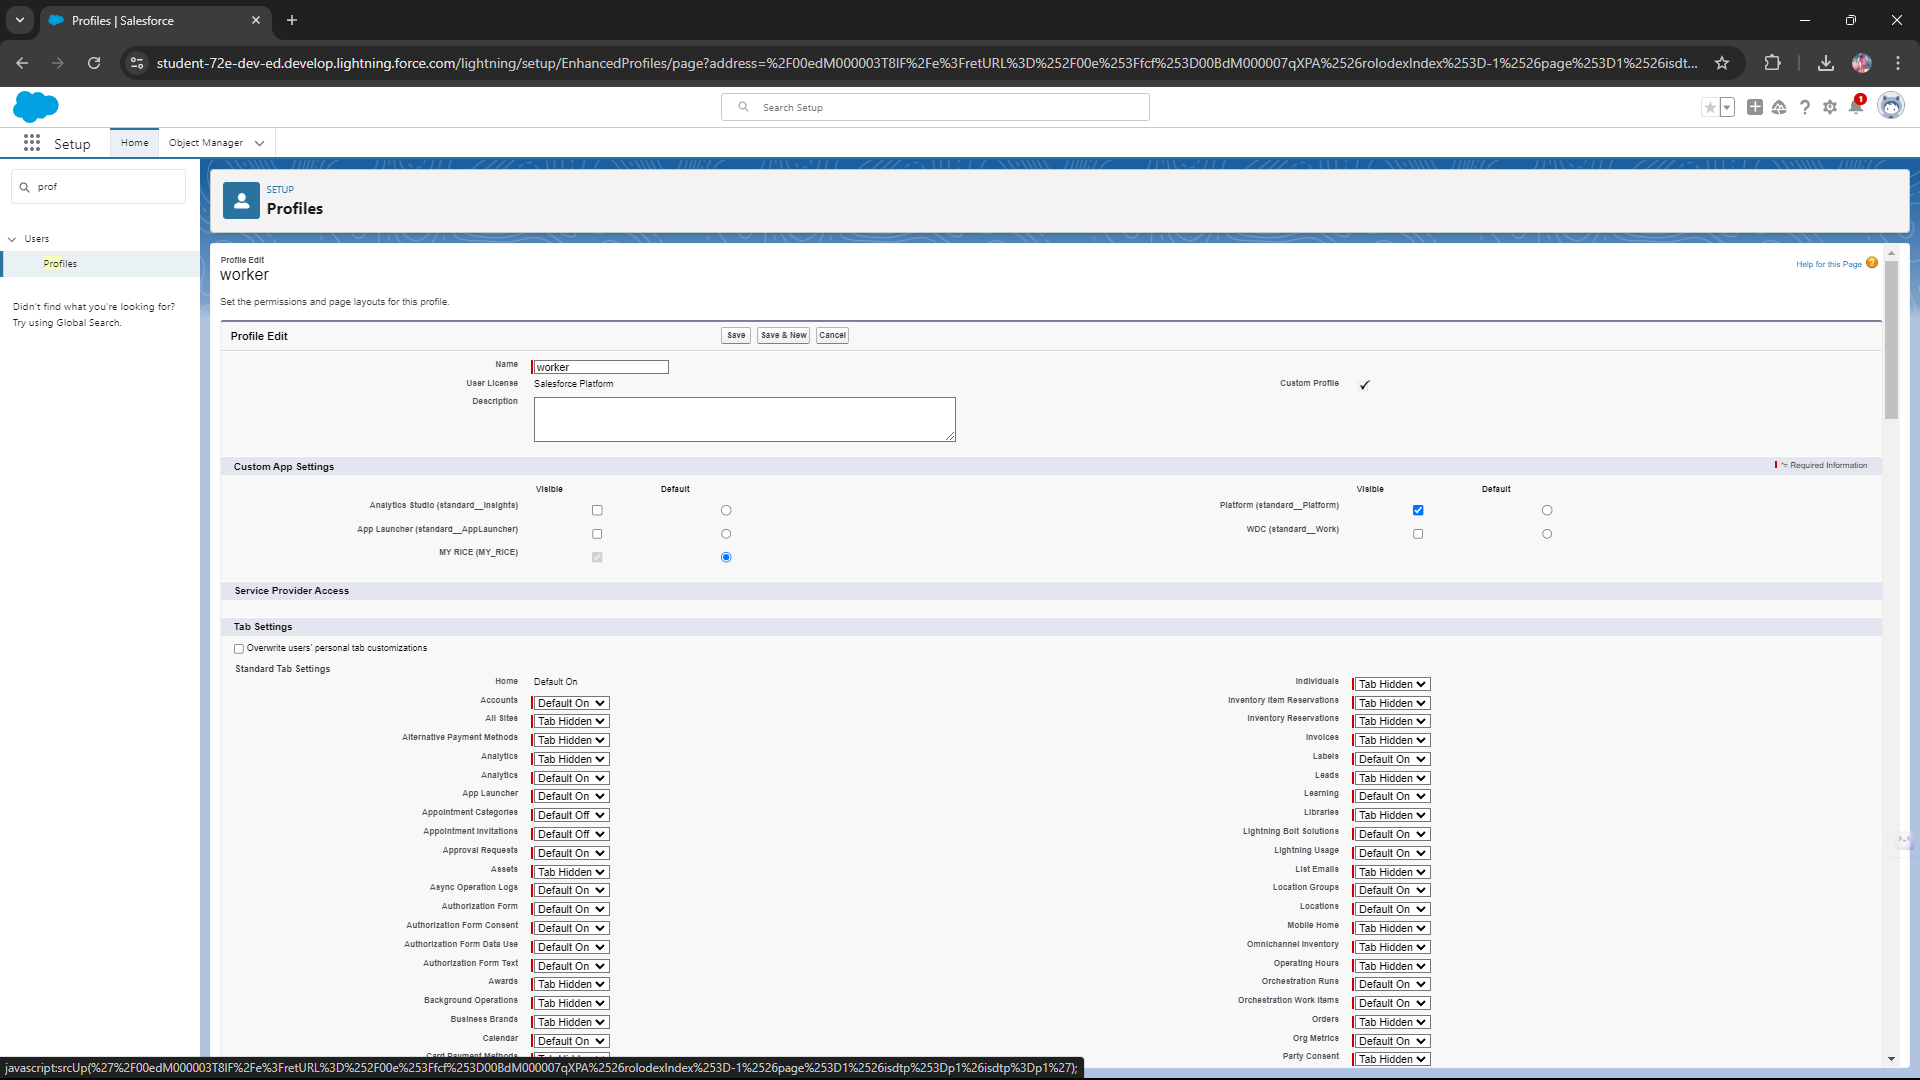 Profiles | Salesforce
student-72e-dev-ed.develop.lightning.force.com/lightning/setup/EnhancedProfiles/page?address=%2F00edM000003T8IF%2Fe%3FretURL%3D%252F00e%253Ffcf%253D00BdM000007qXPA%2526rolodexIndex%253D-1%2526page%253D1%2526isdt...
Search Setup
1
Setup
Home
Object Manager
prof
Users
Profiles
Didn't find what you're looking for?
Try using Global Search.
SETUP
Profiles
Profile Edit
worker
Help for this Page
Set the permissions and page layouts for this profile.
Profile Edit
Save
Save & New
Cancel
Name
worker
User License
Salesforce Platform
Custom Profile
Description
Custom App Settings
= Required Information
Visible
Default
Visible
Default
Analytics Studio (standard__Insights)
Platform (standard__Platform)
App Launcher (standard__AppLauncher)
WDC (standard__Work)
MY RICE (MY_RICE)
Service Provider Access
Tab Settings
Overwrite users' personal tab customizations
Standard Tab Settings
Home Default On
Individuals Tab Hidden
Accounts Default On
Inventory Item Reservations Tab Hidden
All Sites Tab Hidden
Inventory Reservations Tab Hidden
Alternative Payment Methods Tab Hidden
Invoices Tab Hidden
Analytics Tab Hidden
Labels Default On
Analytics Default On
Leads Tab Hidden
App Launcher Default On
Learning Default On
Appointment Categories Default Off
Libraries Tab Hidden
Appointment Invitations Default Off
Lightning Bolt Solutions Default On
Approval Requests Default On
Lightning Usage Default On
Assets Tab Hidden
List Emails Tab Hidden
Async Operation Logs Default On
Location Groups Default On
Authorization Form Default On
Locations Default On
Authorization Form Consent Default On
Mobile Home Tab Hidden
Authorization Form Data Use Default On
Omnichannel Inventory Tab Hidden
Authorization Form Text Default On
Operating Hours Tab Hidden
Awards Tab Hidden
Orchestration Runs Default On
Background Operations Tab Hidden
Orchestration Work Items Default On
Business Brands Tab Hidden
Orders Tab Hidden
Calendar Default On
Org Metrics Default On
Card Payment Methods
Party Consent Tab Hidden
javascript:srcUp(%27%2F00edM000003T8IF%2Fe%3FretURL%3D%252F00e%253Ffcf%253D00BdM000007qXPA%2526rolodexIndex%253D-1%2526page%253D1%2526isdtp%253Dp1%26isdtp%3Dp1%27);